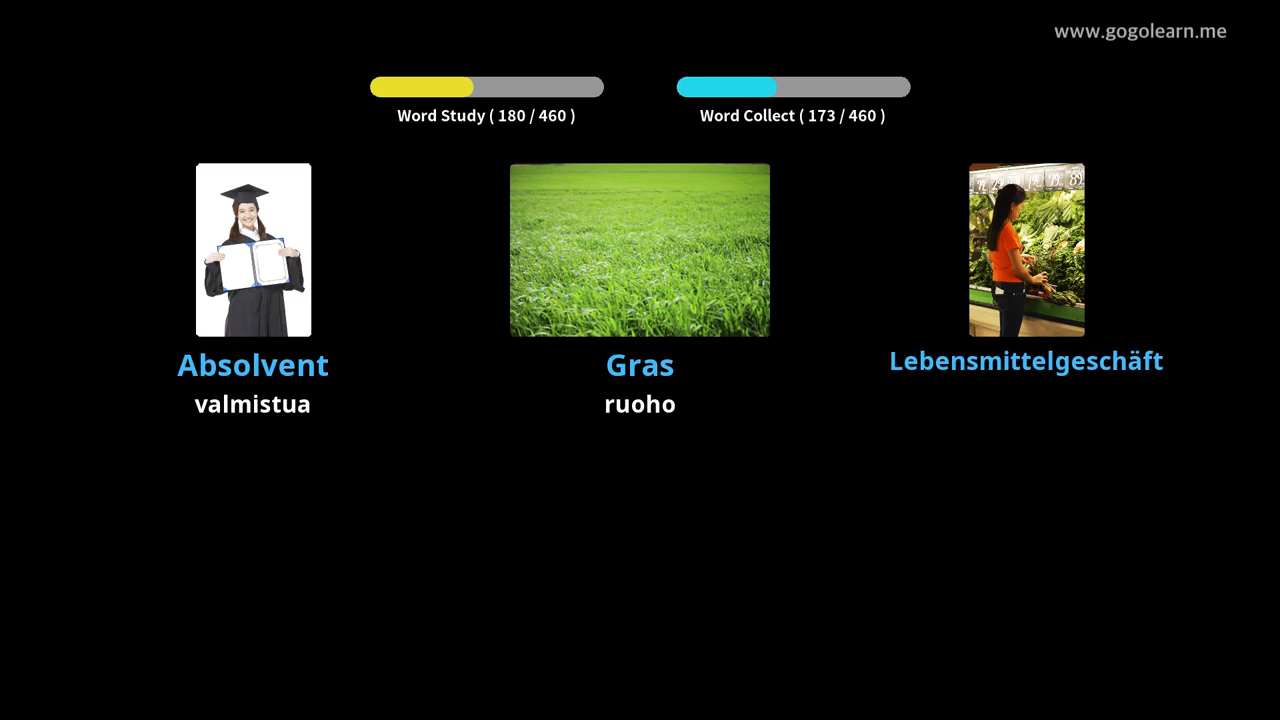 www.gogolearn.me
Word Study ( 180 / 460 )
Word Collect ( 173 / 460 )
Absolvent
valmistua
Gras
ruoho
Lebensmittelgeschäft